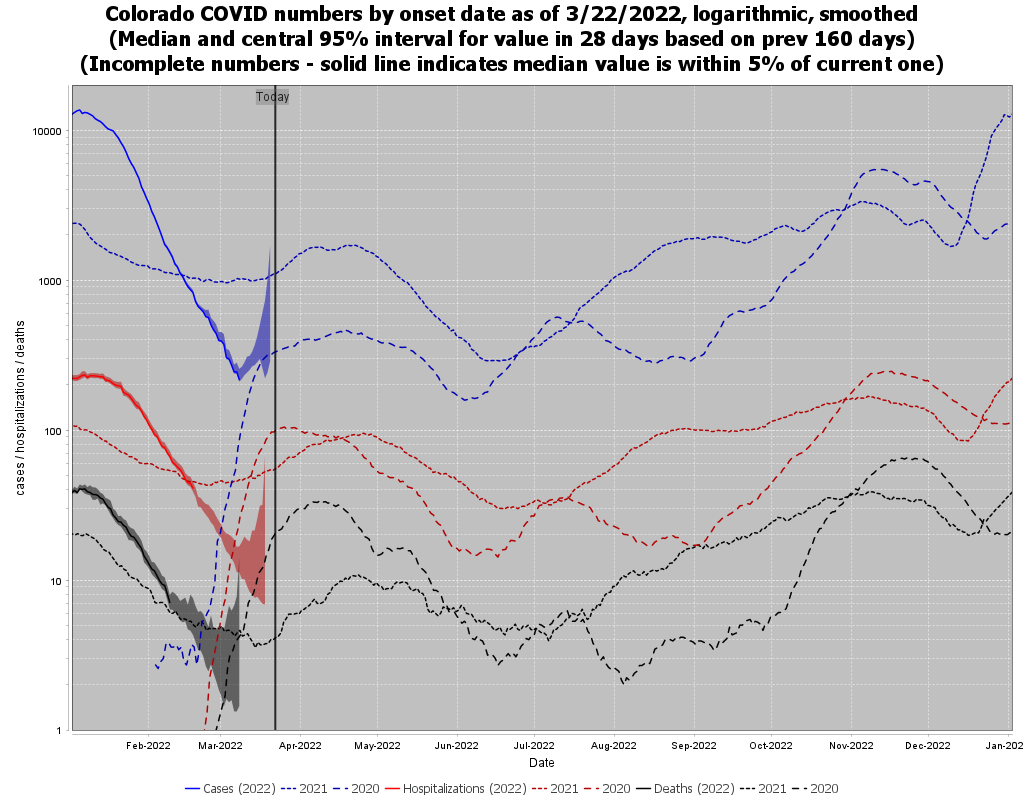 Colorado COVID numbers by onset date as of 3/22/2022, logarithmic, smoothed
(Median and central 95% interval for value in 28 days based on prev 160 days)
(Incomplete numbers - solid line indicates median value is within 5% of current one)
Today
10000
1000
100
10
1
cases / hospitalizations / deaths
Feb-2022 Mar-2022 Apr-2022 May-2022 Jun-2022 Jul-2022 Aug-2022 Sep-2022 Oct-2022 Nov-2022 Dec-2022 Jan-202
Date
Cases (2022) 2021 2020 Hospitalizations (2022) 2021 2020 Deaths (2022) 2021 2020